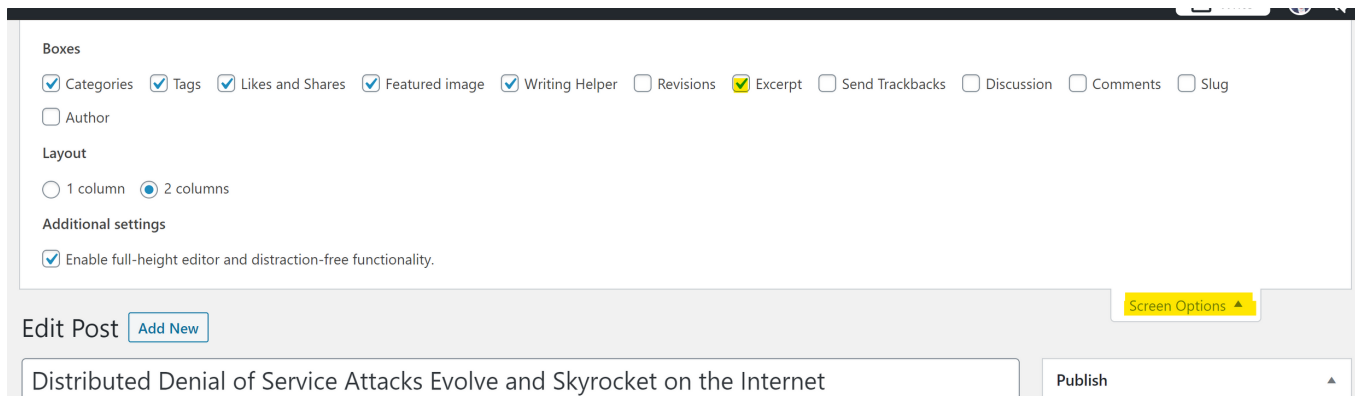 Boxes
Categories Tags Likes and Shares Featured image Writing Helper Revisions Excerpt Send Trackbacks Discussion Comments Slug
Author
Layout
1 column 2 columns
Additional settings
Enable full-height editor and distraction-free functionality.
Screen Options
Edit Post Add New
Distributed Denial of Service Attacks Evolve and Skyrocket on the Internet
Publish